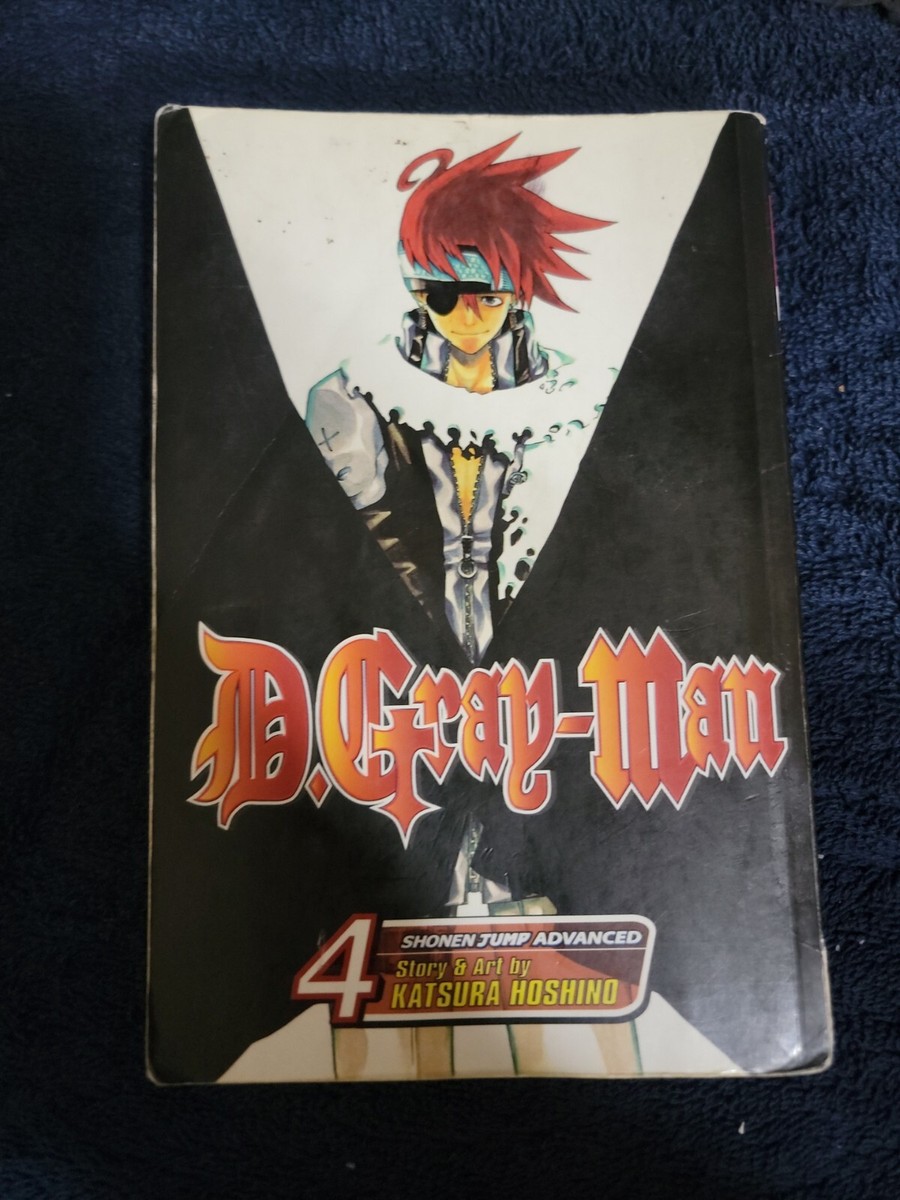 D.Gray-Man
4
SHONEN JUMP ADVANCED
Story & Art by
KATSURA HOSHINO